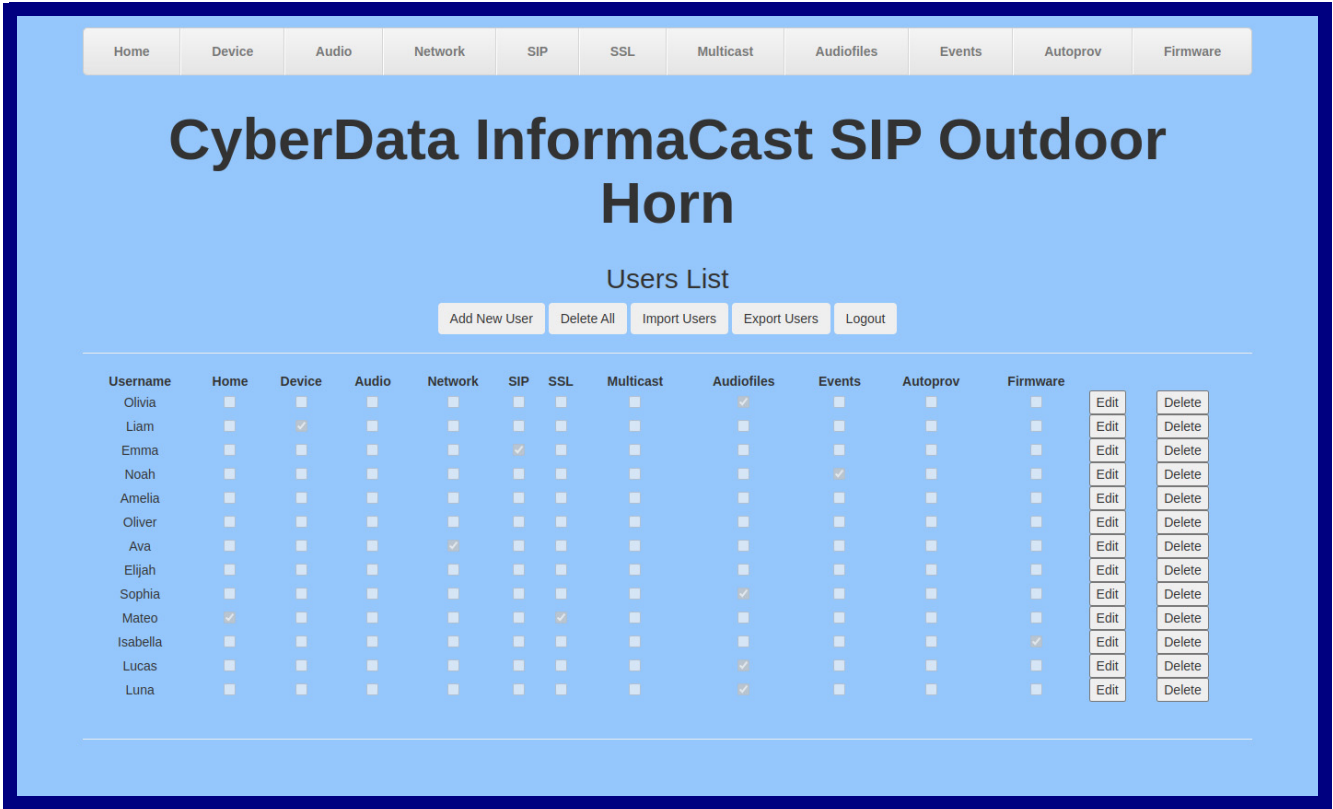 Home Device Audio Network SIP SSL Multicast Audiofiles Events Autoprov Firmware
CyberData InformaCast SIP Outdoor
Horn
Users List
Add New User Delete All Import Users Export Users Logout
Username Home Device Audio Network SIP SSL Multicast Audiofiles Events Autoprov Firmware
Olivia Edit Delete
Liam Edit Delete
Emma Edit Delete
Noah Edit Delete
Amelia Edit Delete
Oliver Edit Delete
Ava Edit Delete
Elijah Edit Delete
Sophia Edit Delete
Mateo Edit Delete
Isabella Edit Delete
Lucas Edit Delete
Luna Edit Delete